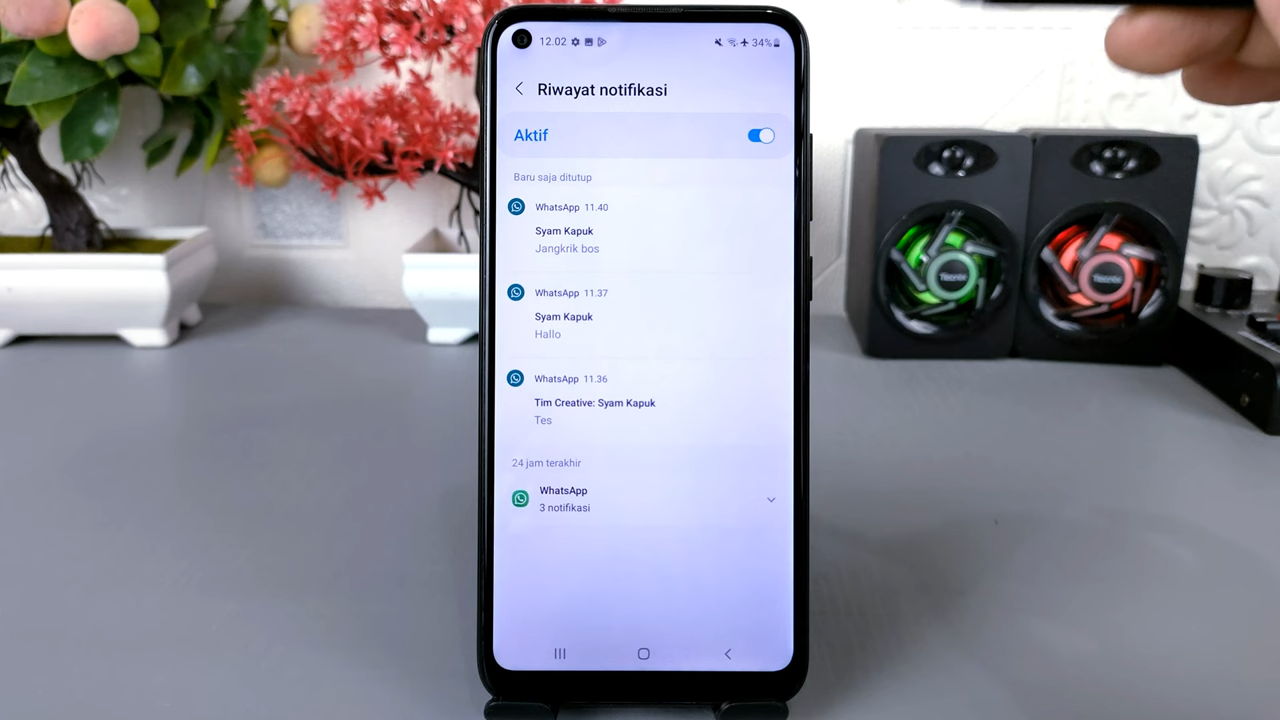 12.02
34%
Riwayat notifikasi
Aktif
Baru saja ditutup
WhatsApp 11.40
Syam Kapuk
Jangkrik bos
WhatsApp 11.37
Syam Kapuk
Hallo
WhatsApp 11.36
Tim Creative: Syam Kapuk
Tes
24 jam terakhir
WhatsApp
3 notifikasi